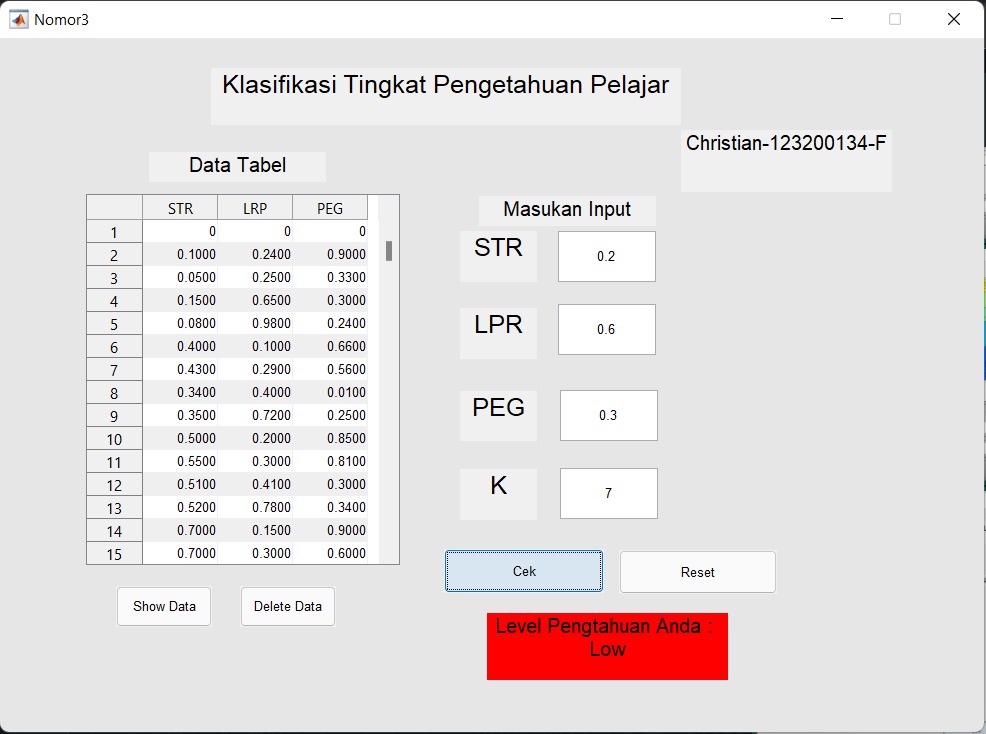 Nomor3
Klasifikasi Tingkat Pengetahuan Pelajar
Christian-123200134-F
Data Tabel
STR LRP PEG
1 0 0 0
2 0.1000 0.2400 0.9000
3 0.0500 0.2500 0.3300
4 0.1500 0.6500 0.3000
5 0.0800 0.9800 0.2400
6 0.4000 0.1000 0.6600
7 0.4300 0.2900 0.5600
8 0.3400 0.4000 0.0100
9 0.3500 0.7200 0.2500
10 0.5000 0.2000 0.8500
11 0.5500 0.3000 0.8100
12 0.5100 0.4100 0.3000
13 0.5200 0.7800 0.3400
14 0.7000 0.1500 0.9000
15 0.7000 0.3000 0.6000
Show Data
Delete Data
Masukan Input
STR 0.2
LPR 0.6
PEG 0.3
K 7
Cek
Reset
Level Pengtahuan Anda :
Low